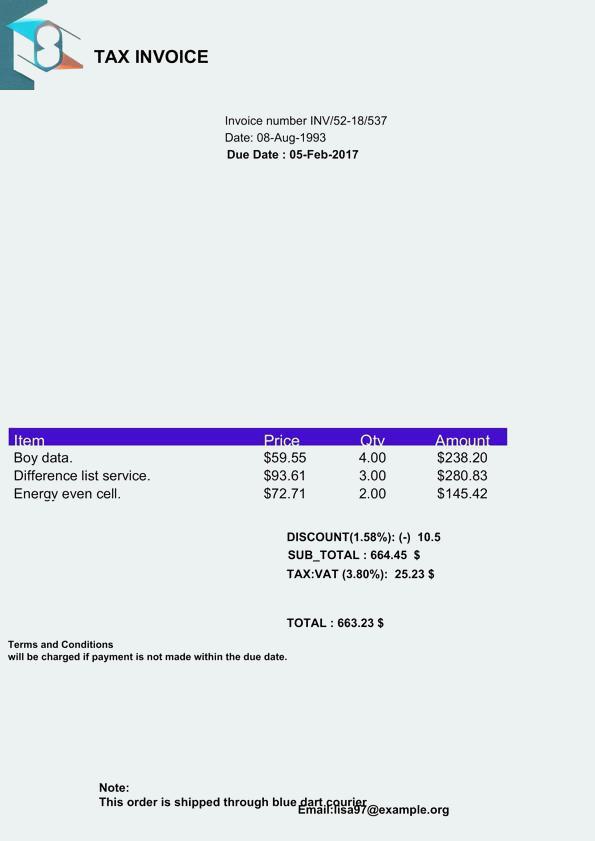 TAX INVOICE
Invoice number INV/52-18/537
Date: 08-Aug-1993
Due Date : 05-Feb-2017
Item Price Qty Amount
Boy data. $59.55 4.00 $238.20
Difference list service. $93.61 3.00 $280.83
Energy even cell. $72.71 2.00 $145.42
DISCOUNT(1.58%): (-) 10.5
SUB_TOTAL : 664.45 $
TAX:VAT (3.80%): 25.23 $
TOTAL : 663.23 $
Terms and Conditions
will be charged if payment is not made within the due date.
Note:
This order is shipped through blue dart courier
Email:lisa97@example.org